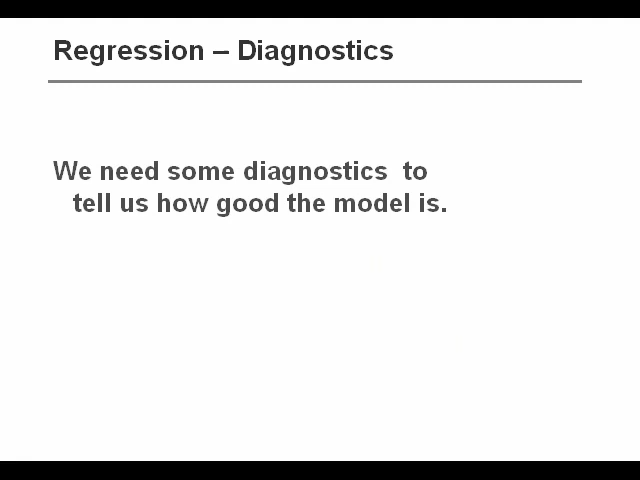 Regression – Diagnostics
We need some diagnostics  to
tell us how good the model is.